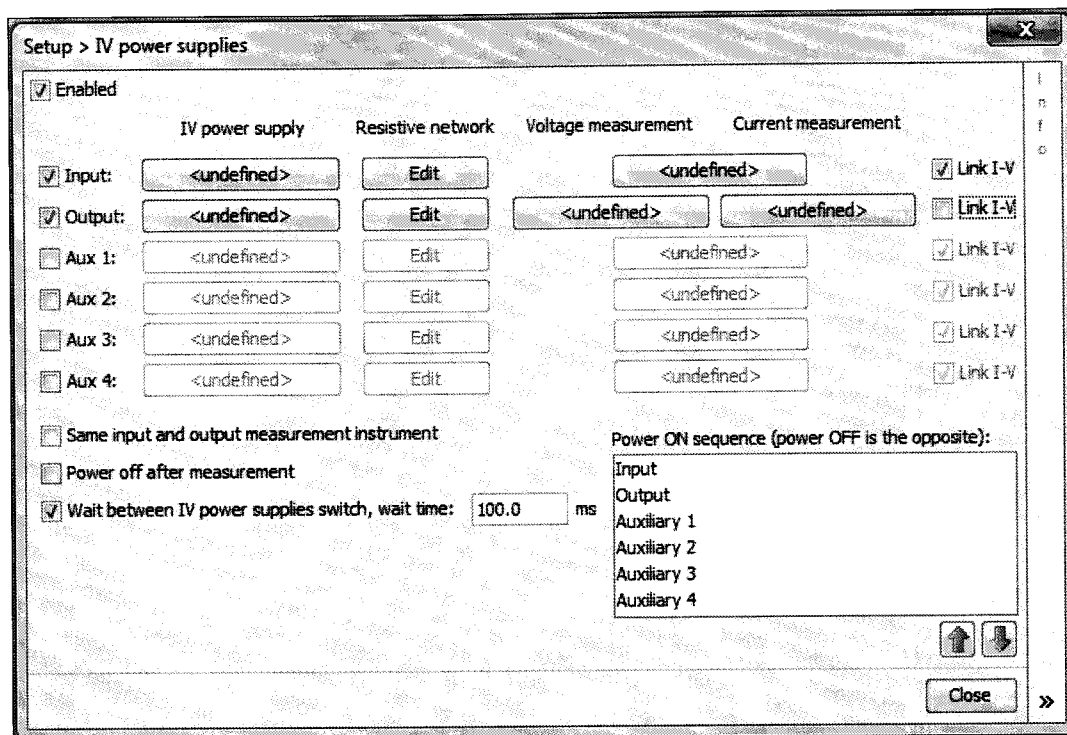 Setup > IV power supplies
X
Enabled
IV power supply Resistive network Voltage measurement Current measurement
Input: <undefined> Edit <undefined> Link I-V
Output: <undefined> Edit <undefined> <undefined> Link I-V
Aux 1: <undefined> Edit <undefined> Link I-V
Aux 2: <undefined> Edit <undefined> Link I-V
Aux 3: <undefined> Edit <undefined> Link I-V
Aux 4: <undefined> Edit <undefined> Link I-V
Same input and output measurement instrument
Power off after measurement
Wait between IV power supplies switch, wait time: 100.0 ms
Power ON sequence (power OFF is the opposite):
Input
Output
Auxiliary 1
Auxiliary 2
Auxiliary 3
Auxiliary 4
Close
»
I
n
f
o